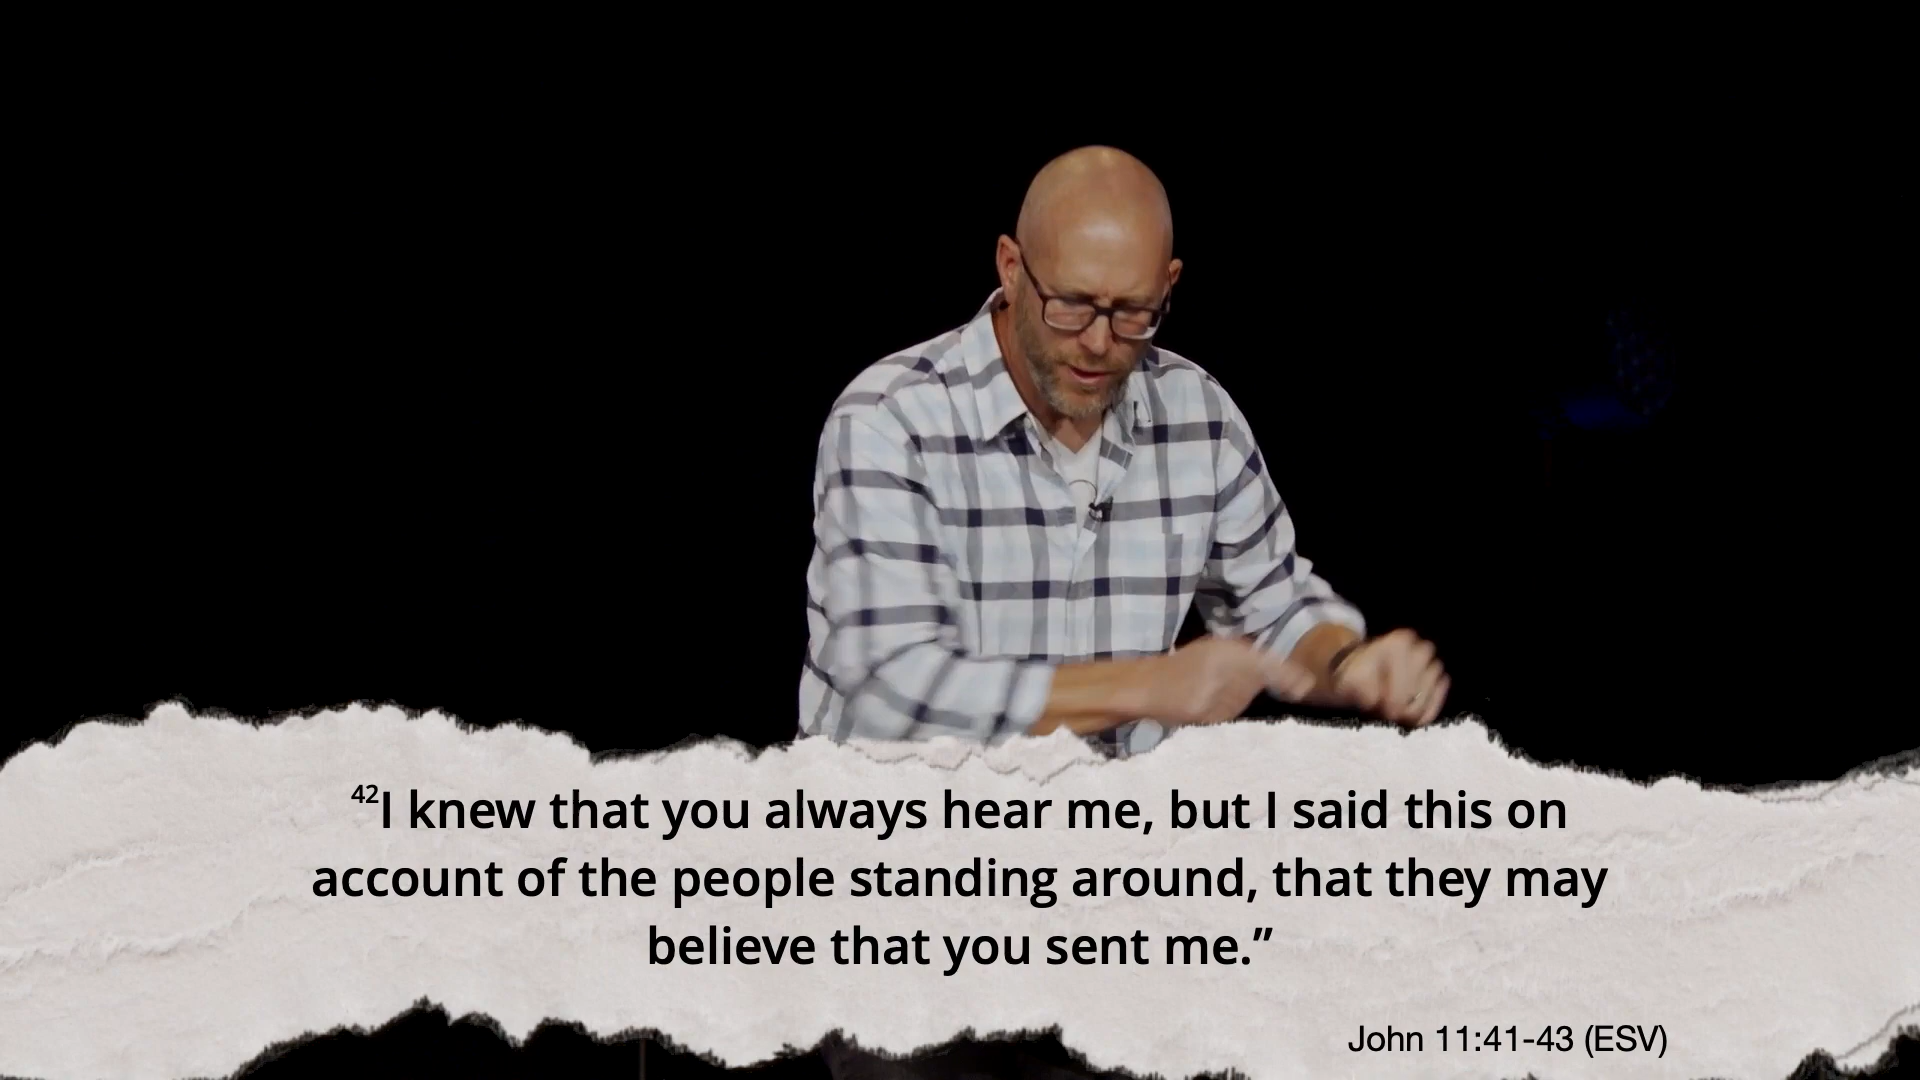 ⁴²I knew that you always hear me, but I said this on
account of the people standing around, that they may
believe that you sent me.”
John 11:41-43 (ESV)